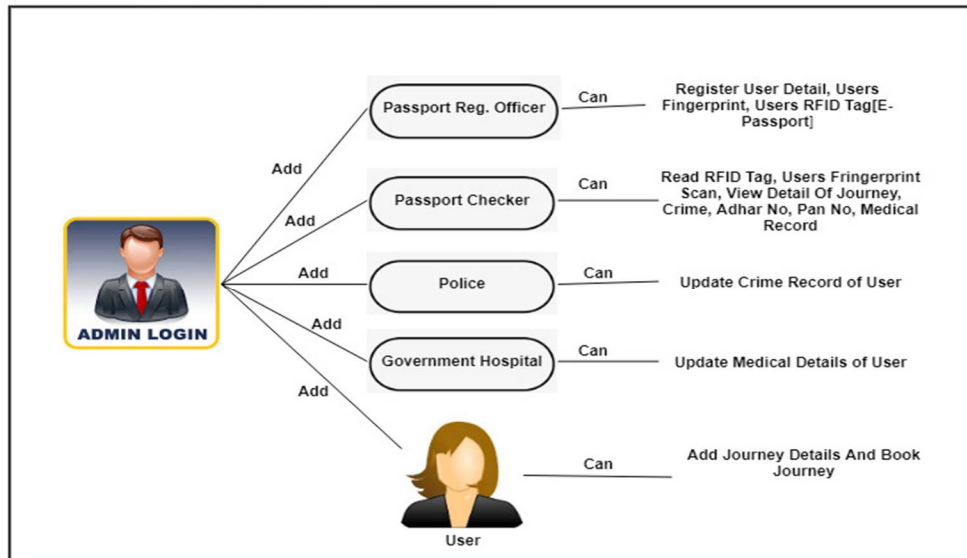 Passport Reg. Officer
Can
Register User Detail, Users
Fingerprint, Users RFID Tag[E-
Passport]
Add
Passport Checker
Can
Read RFID Tag, Users Fringerprint
Scan, View Detail Of Journey,
Crime, Adhar No, Pan No, Medical
Record
Add
ADMIN LOGIN
Add
Police
Can
Update Crime Record of User
Add
Government Hospital
Can
Update Medical Details of User
Add
User
Can
Add Journey Details And Book
Journey